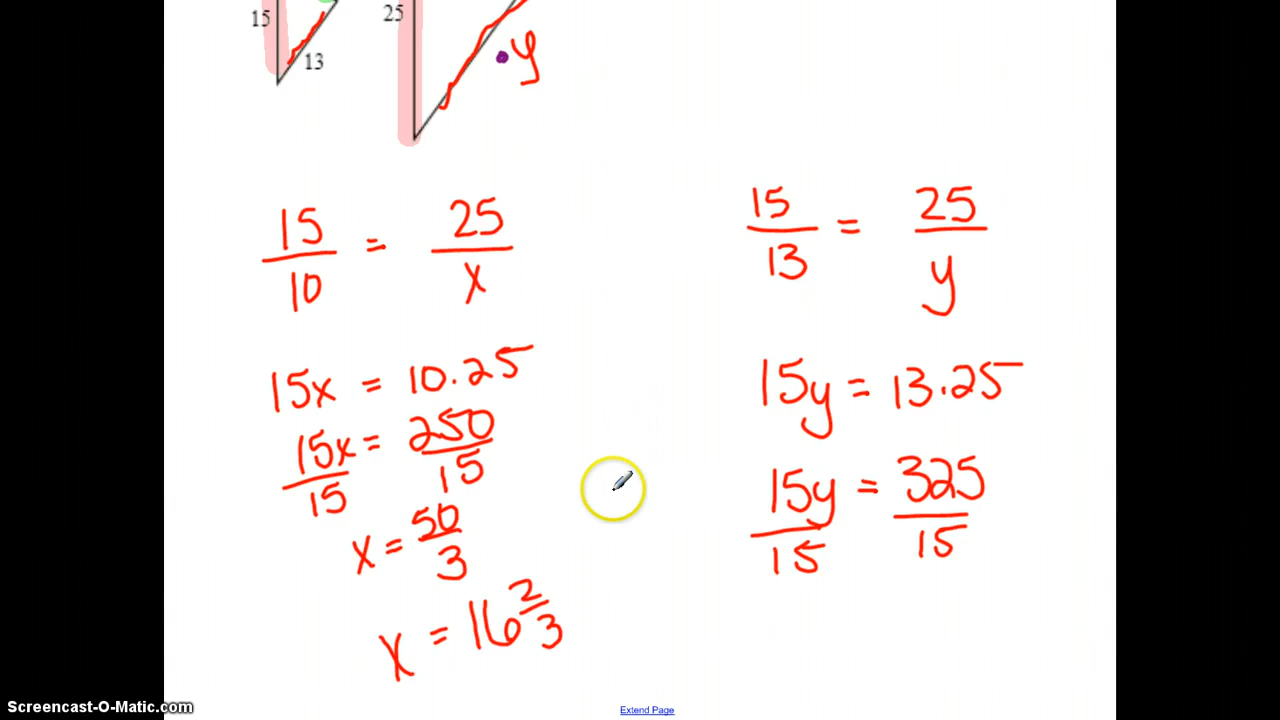 15
25
13
y
15/10 = 25/x
15x = 10.25
15x/15 = 250/15
x = 50/3
x = 16 2/3
15/13 = 25/y
15y = 13.25
15y/15 = 325/15
Screencast-O-Matic.com
Extend Page